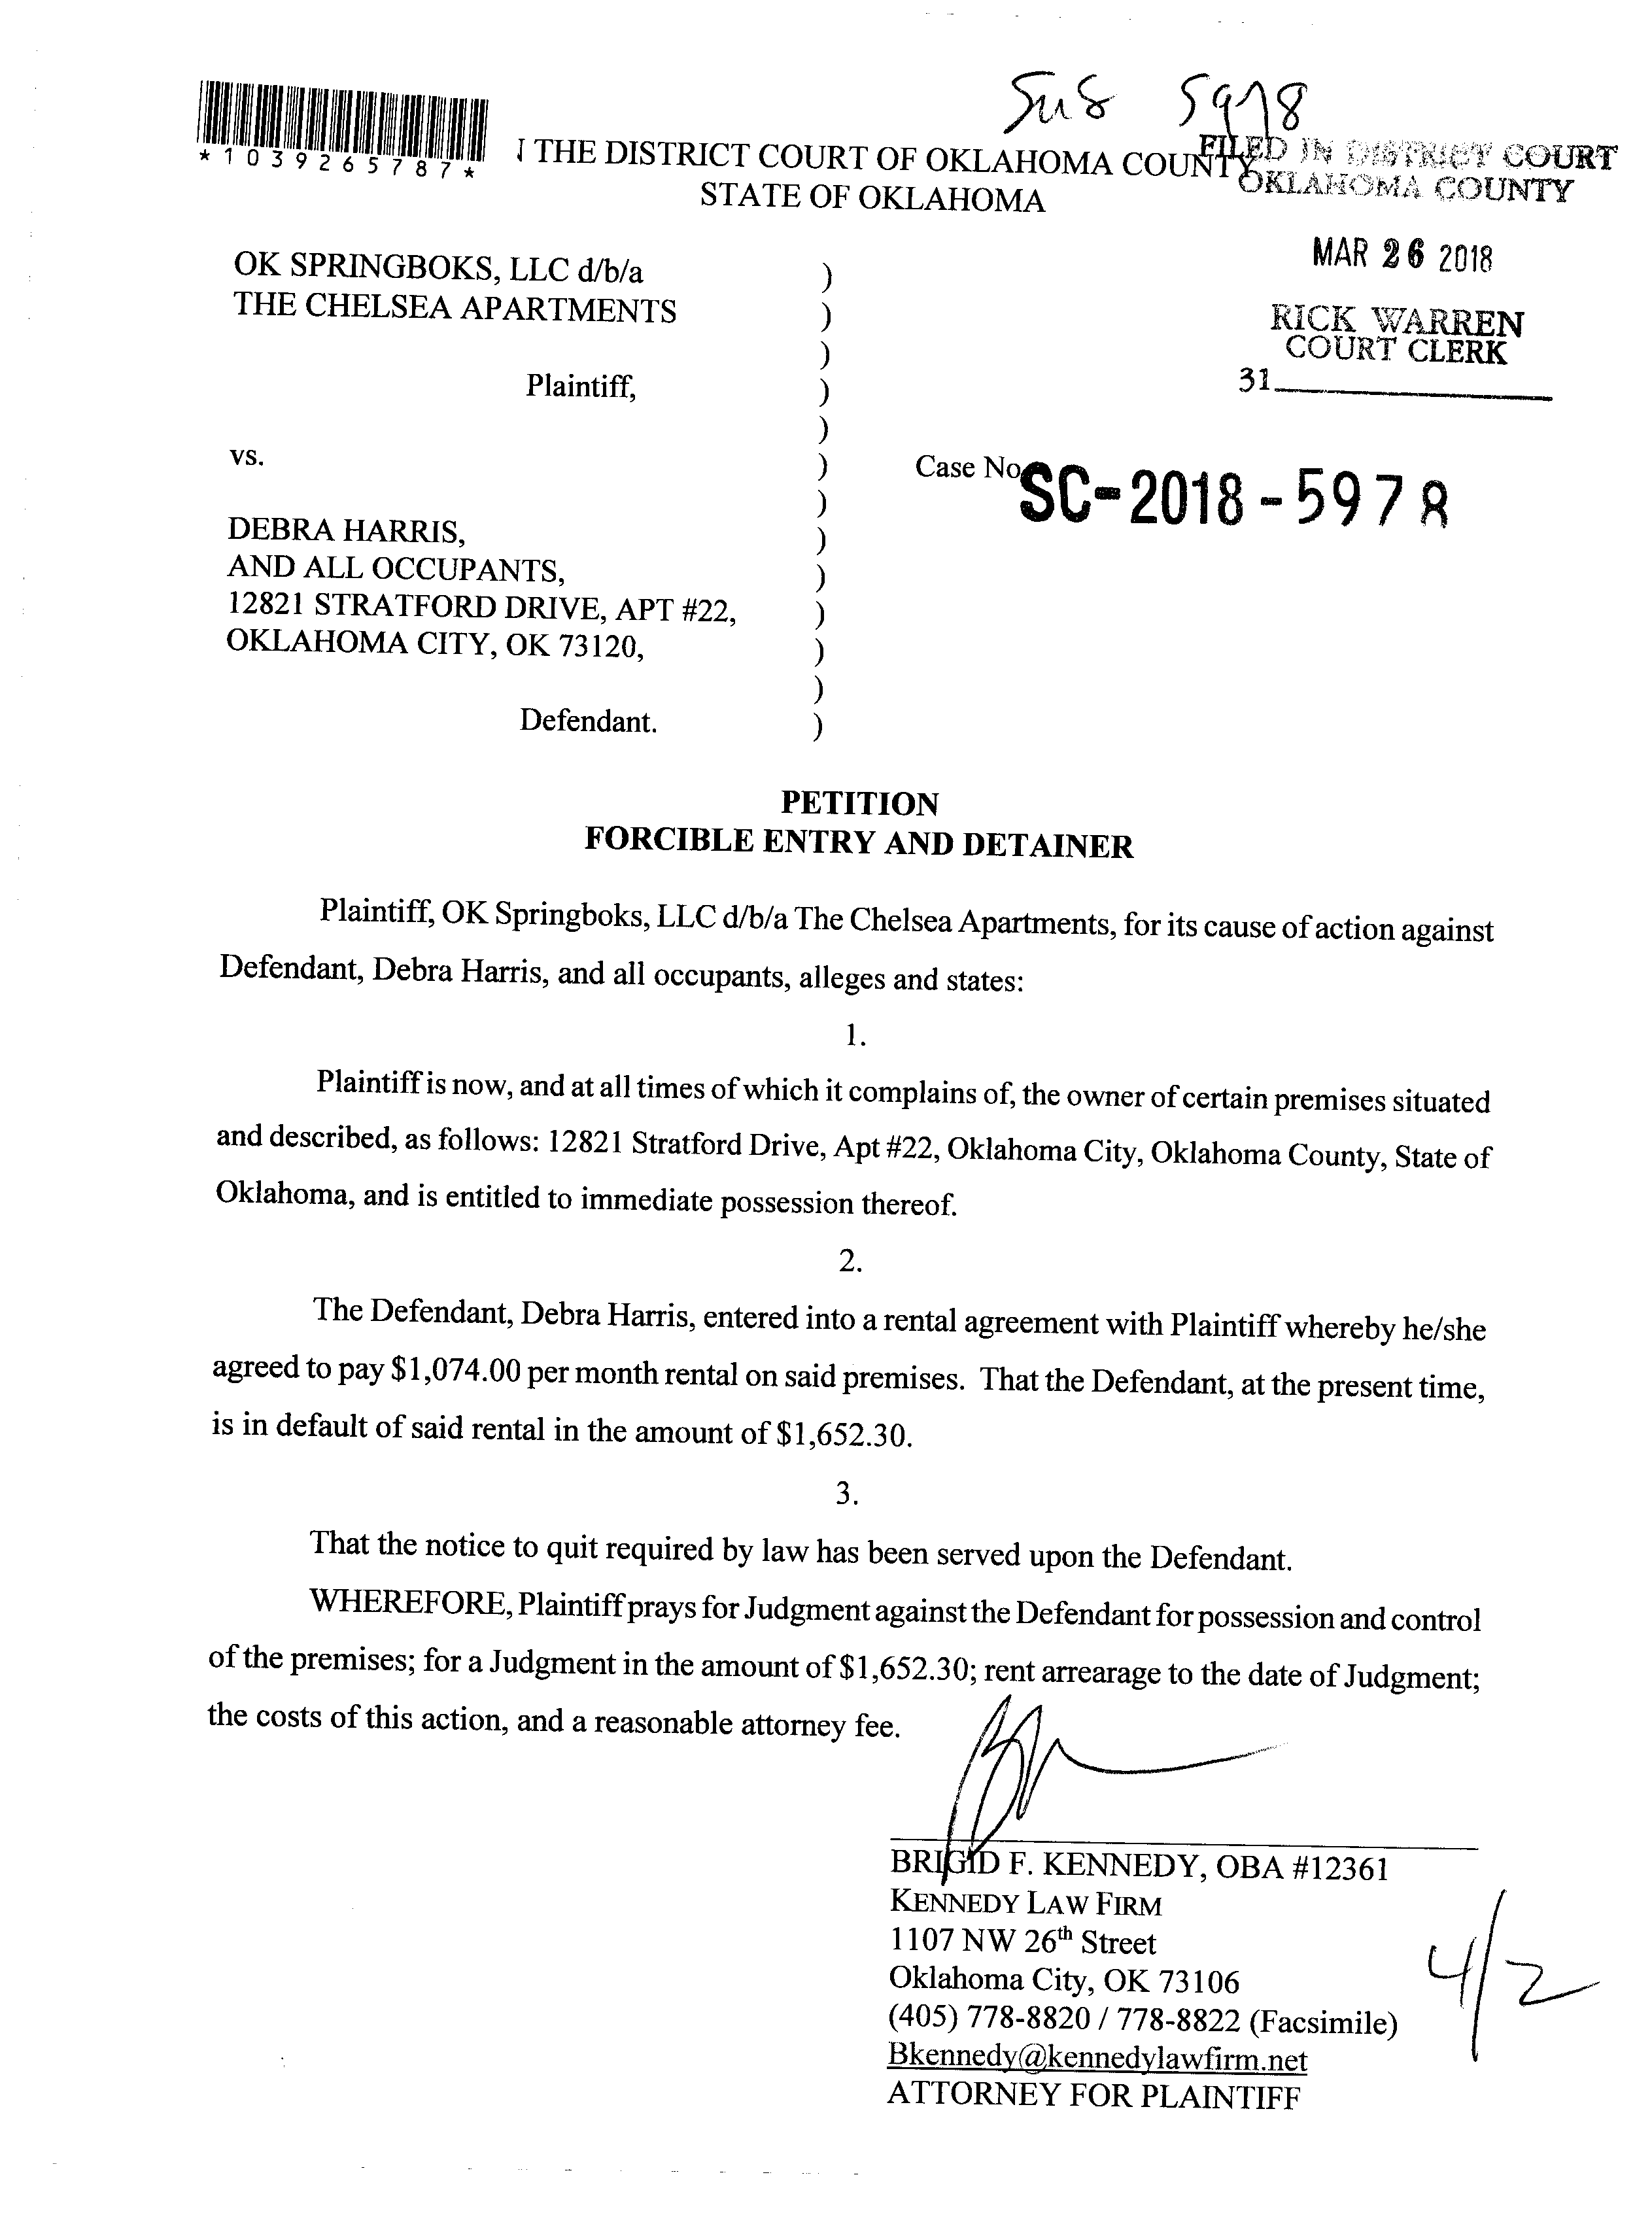 Su8 5978
*1039265787*
THE DISTRICT COURT OF OKLAHOMA COUNTY
STATE OF OKLAHOMA
FILED IN DISTRICT COURT
OKLAHOMA COUNTY
MAR 26 2018
RICK WARREN
COURT CLERK
31
OK SPRINGBOKS, LLC d/b/a )
THE CHELSEA APARTMENTS )
)
Plaintiff, )
)
vs. )
Case No. SC-2018-5978
)
DEBRA HARRIS, )
AND ALL OCCUPANTS, )
12821 STRATFORD DRIVE, APT #22, )
OKLAHOMA CITY, OK 73120, )
)
Defendant. )
PETITION
FORCIBLE ENTRY AND DETAINER
Plaintiff, OK Springboks, LLC d/b/a The Chelsea Apartments, for its cause of action against
Defendant, Debra Harris, and all occupants, alleges and states:
1.
Plaintiff is now, and at all times of which it complains of, the owner of certain premises situated
and described, as follows: 12821 Stratford Drive, Apt #22, Oklahoma City, Oklahoma County, State of
Oklahoma, and is entitled to immediate possession thereof.
2.
The Defendant, Debra Harris, entered into a rental agreement with Plaintiff whereby he/she
agreed to pay $1,074.00 per month rental on said premises. That the Defendant, at the present time,
is in default of said rental in the amount of $1,652.30.
3.
That the notice to quit required by law has been served upon the Defendant.
WHEREFORE, Plaintiff prays for Judgment against the Defendant for possession and control
of the premises; for a Judgment in the amount of $1,652.30; rent arrearage to the date of Judgment;
the costs of this action, and a reasonable attorney fee.
BRIGID F. KENNEDY, OBA #12361
KENNEDY LAW FIRM
1107 NW 26th Street
Oklahoma City, OK 73106
(405) 778-8820 / 778-8822 (Facsimile)
Bkennedy@kennedylawfirm.net
ATTORNEY FOR PLAINTIFF
4/2